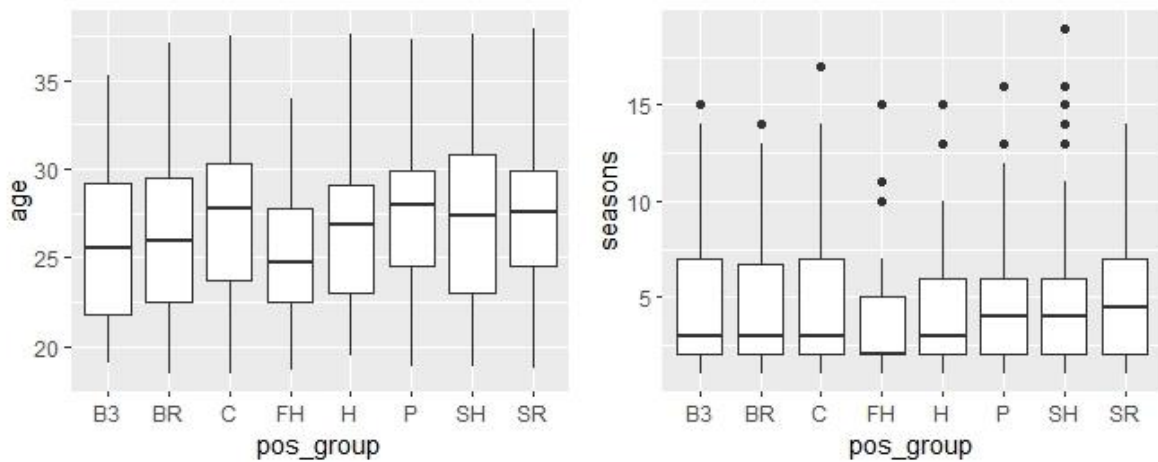 age
35
30
25
20
B3 BR C FH H P SH SR
pos_group
seasons
15
10
5
B3 BR C FH H P SH SR
pos_group